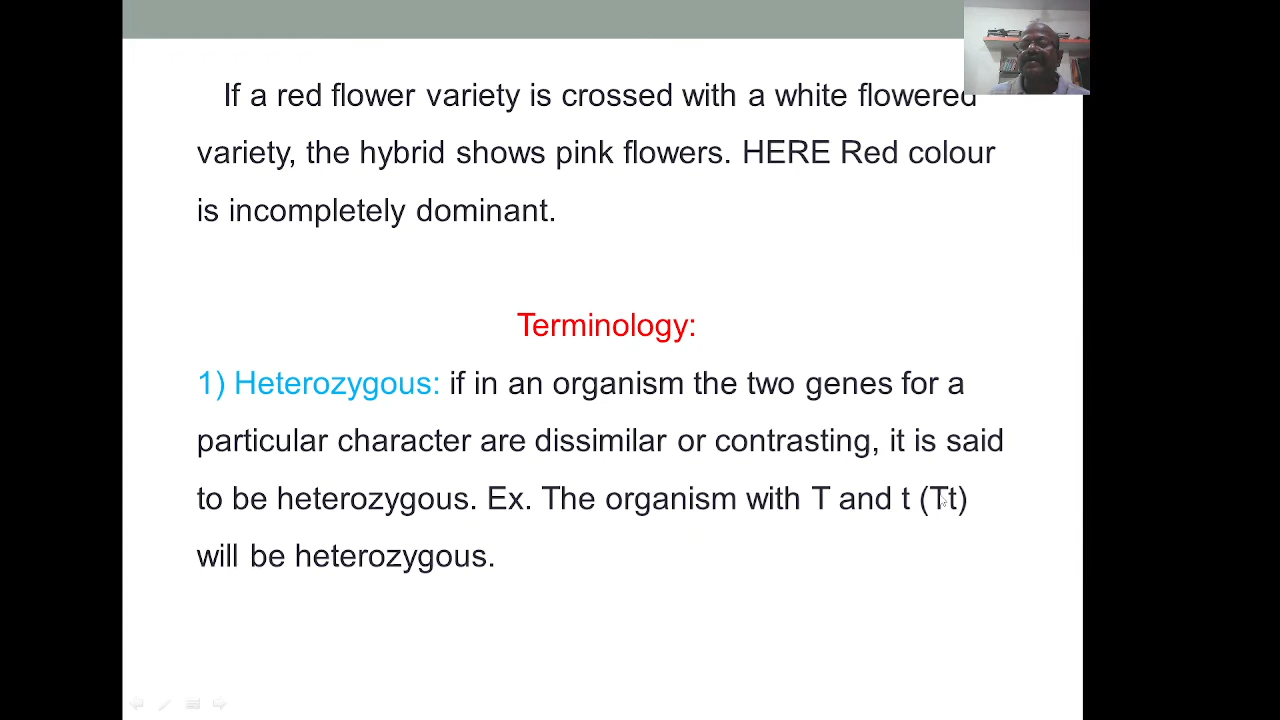 If a red flower variety is crossed with a white flowered
variety, the hybrid shows pink flowers. HERE Red colour
is incompletely dominant.
Terminology:
1) Heterozygous: if in an organism the two genes for a
particular character are dissimilar or contrasting, it is said
to be heterozygous. Ex. The organism with T and t (Tt)
will be heterozygous.